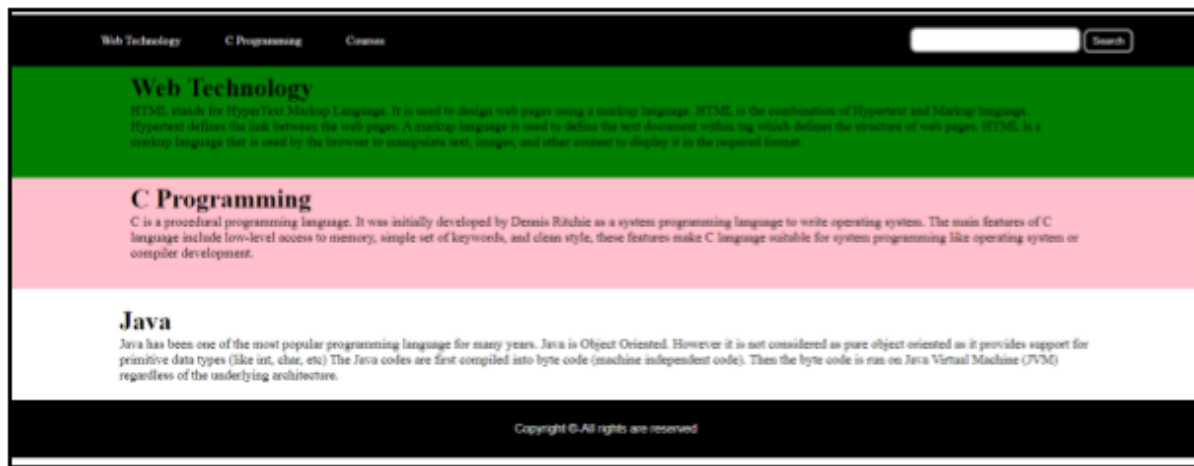 Web Technology C Programming Courses Search
Web Technology
HTML stands for HyperText Markup Language. It is used to design web pages using a markup language. HTML is the combination of Hypertext and Markup language.
Hypertext defines the link between the web pages. A markup language is used to define the text document within tag which defines the structure of web pages. HTML is a
markup language that is used by the browser to manipulate text, images, and other content to display it in the required format.
C Programming
C is a procedural programming language. It was initially developed by Dennis Ritchie as a system programming language to write operating system. The main features of C
language include low-level access to memory, simple set of keywords, and clean style, these features make C language suitable for system programming like operating system or
compiler development.
Java
Java has been one of the most popular programming language for many years. Java is Object Oriented. However it is not considered as pure object oriented as it provides support for
primitive data types (like int, char, etc) The Java codes are first compiled into byte code (machine independent code). Then the byte code is run on Java Virtual Machine (JVM)
regardless of the underlying architecture.
Copyright ©-All rights are reserved